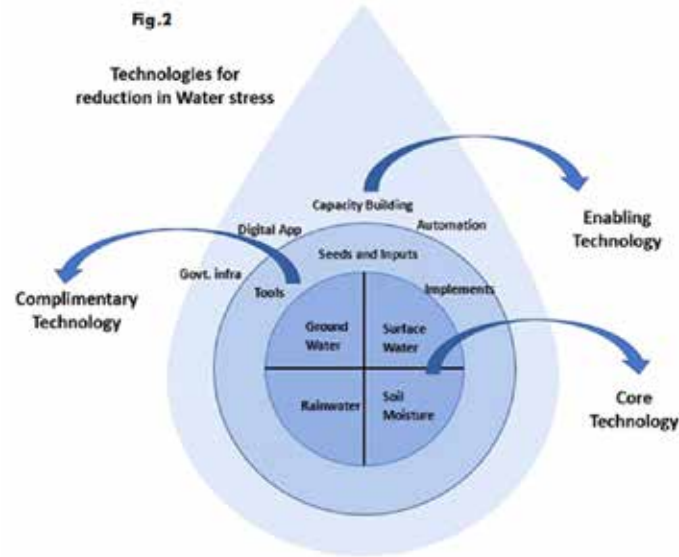 Fig.2
Technologies for
reduction in Water stress
Capacity Building
Digital App
Automation
Enabling
Technology
Seeds and Inputs
Govt. infra
Tools
Implements
Complimentary
Technology
Ground
Water
Surface
Water
Rainwater
Soil
Moisture
Core
Technology